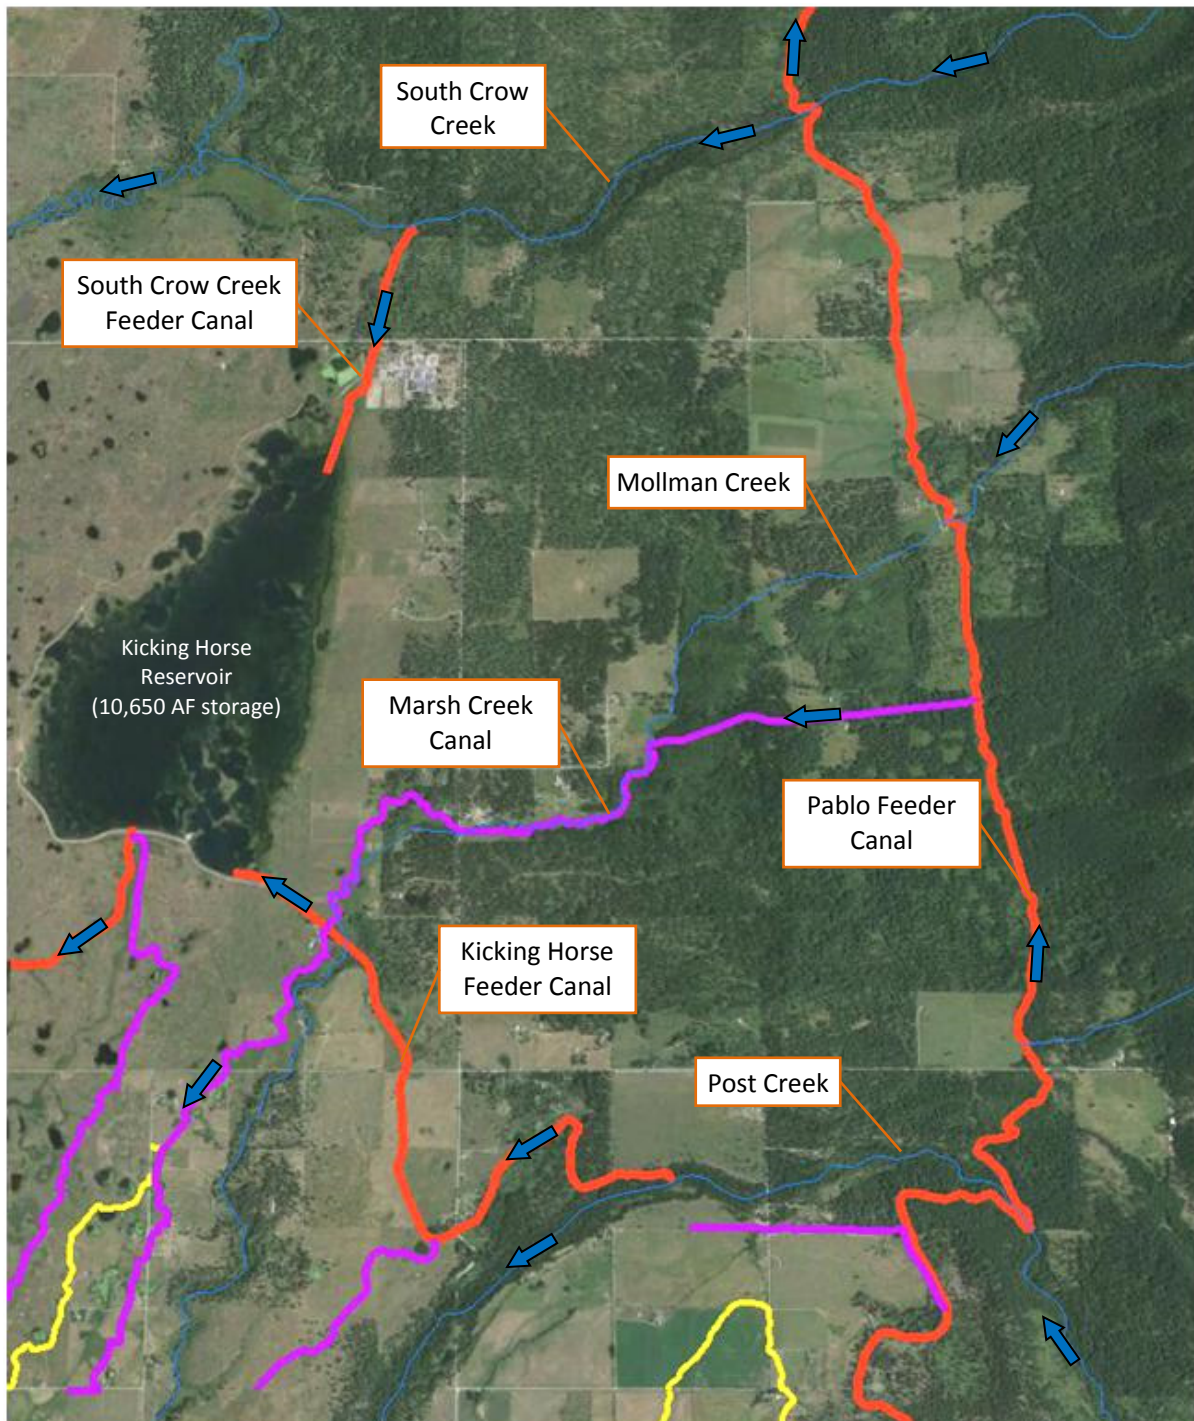 South Crow
Creek
South Crow Creek
Feeder Canal
Mollman Creek
Kicking Horse
Reservoir
(10,650 AF storage)
Marsh Creek
Canal
Pablo Feeder
Canal
Kicking Horse
Feeder Canal
Post Creek